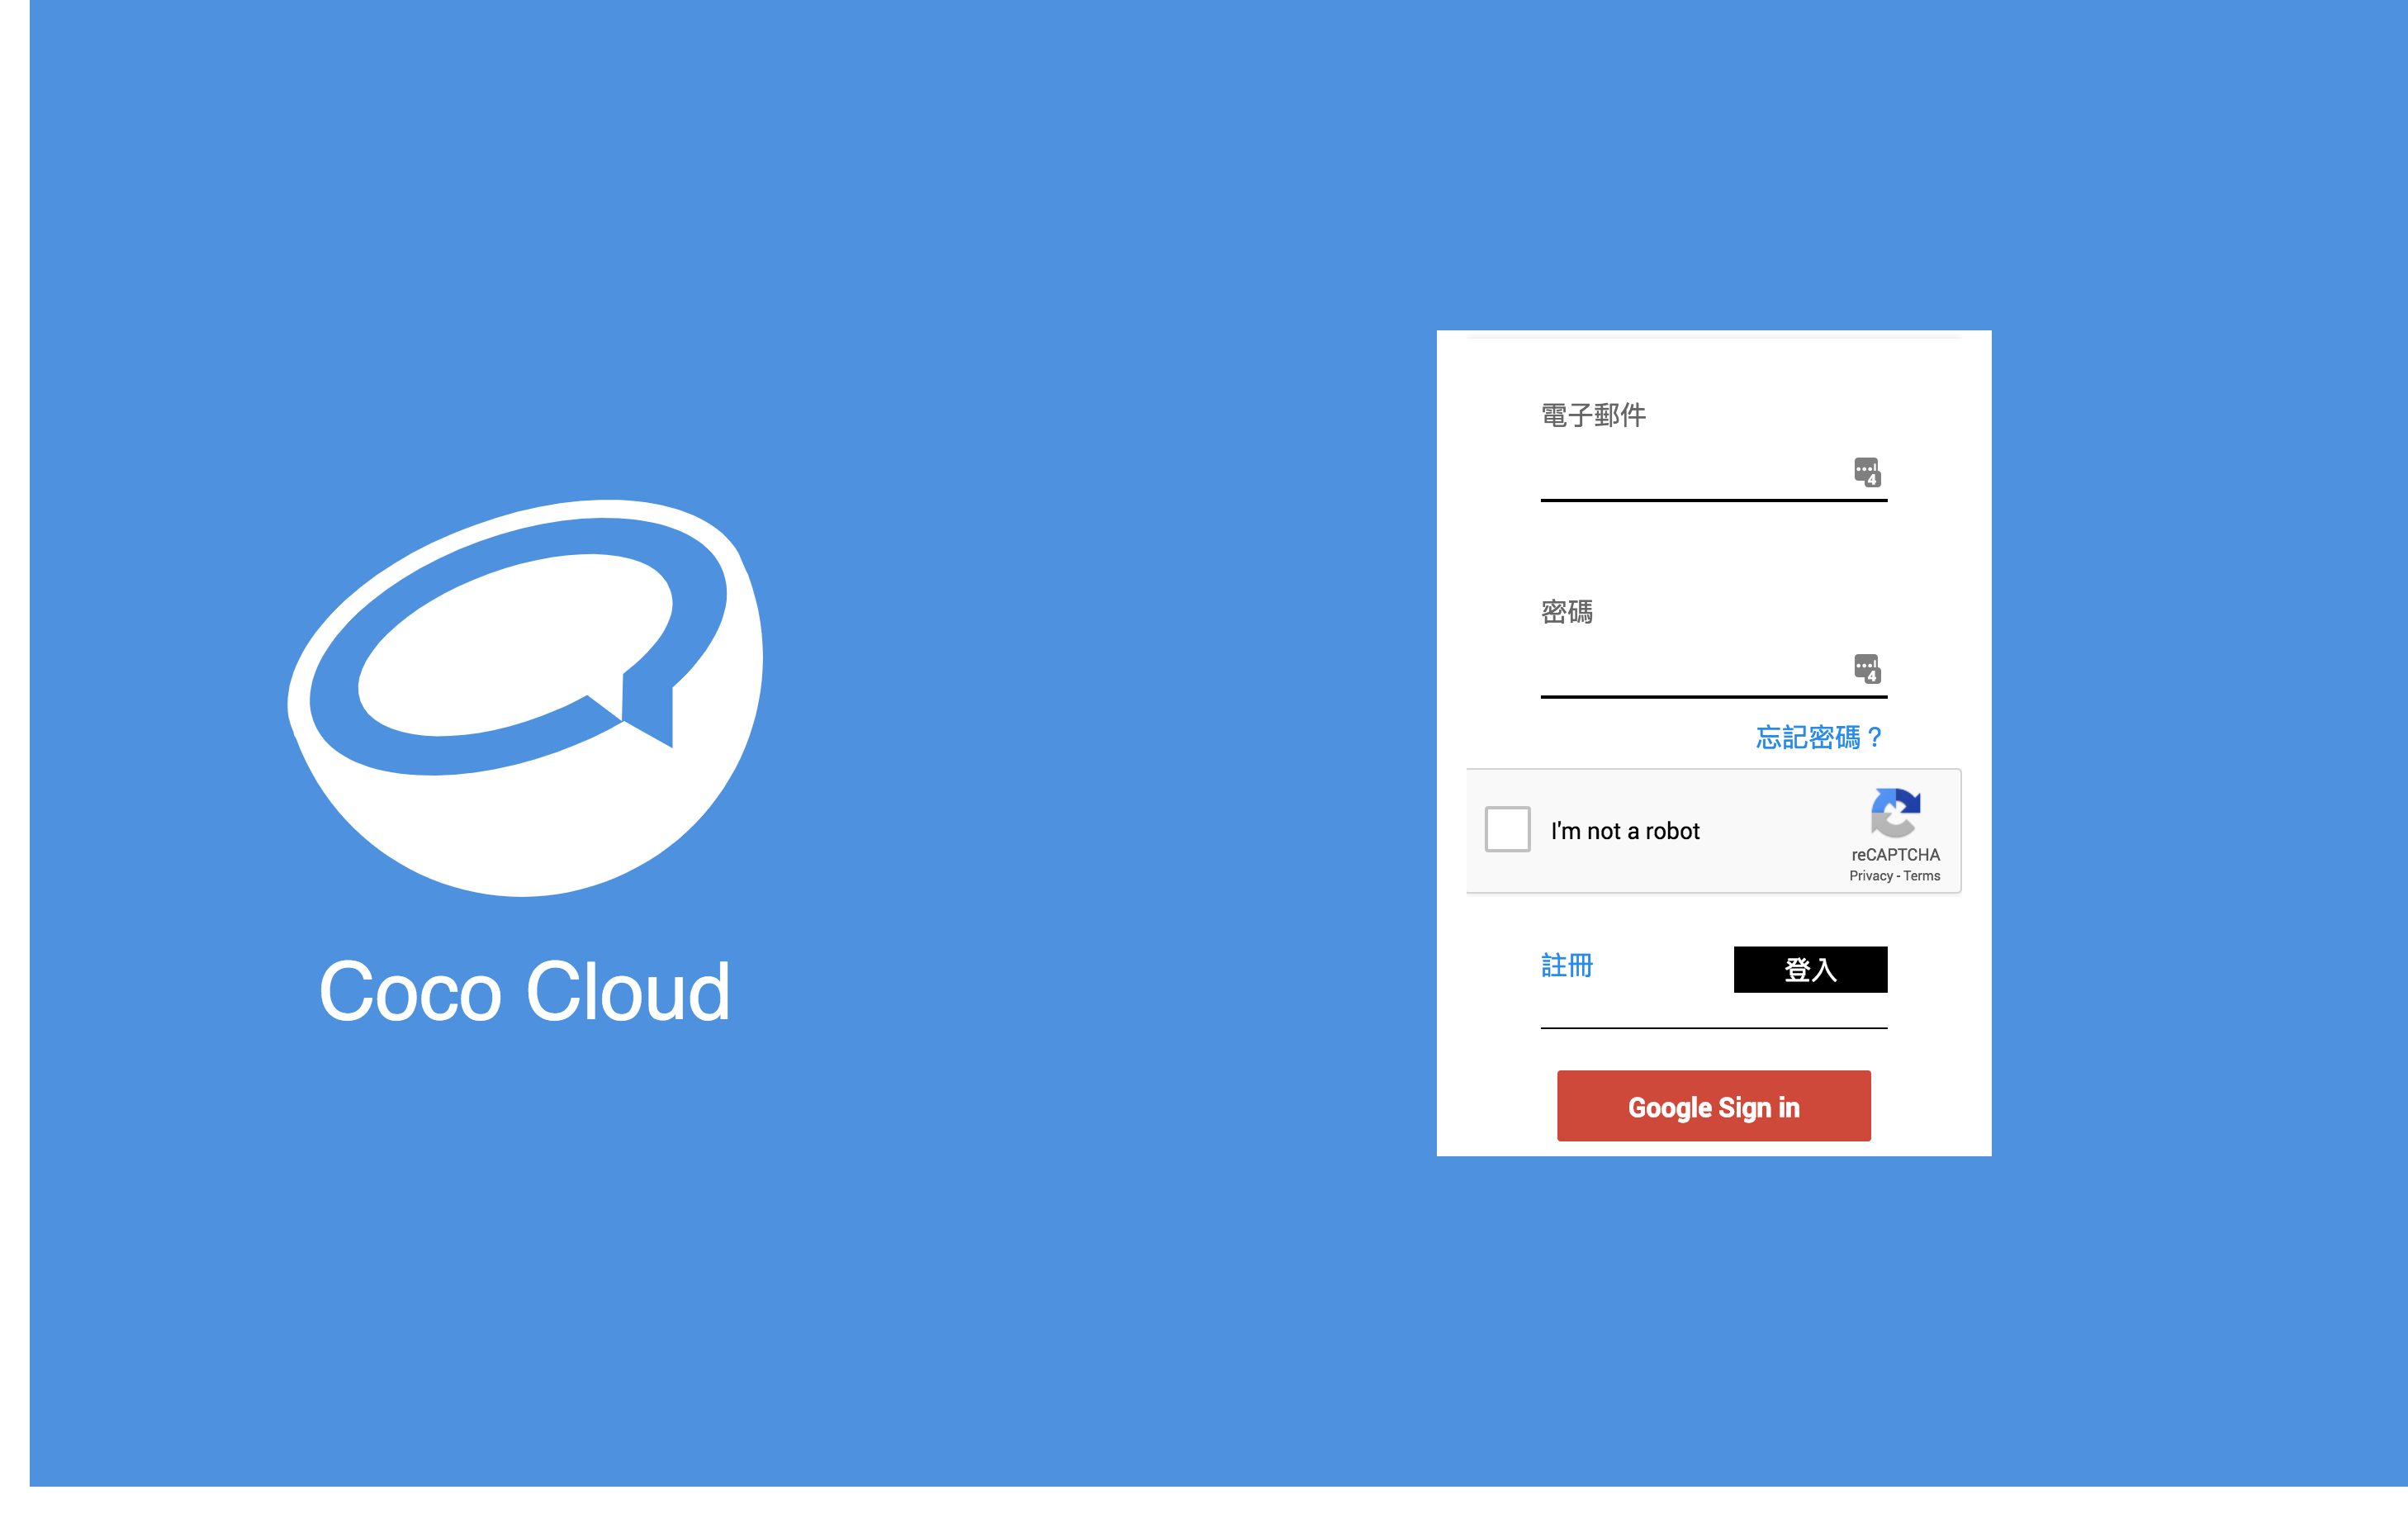 Coco Cloud
電子郵件
4
密碼
4
忘記密碼？
I'm not a robot
reCAPTCHA
Privacy - Terms
註冊
登入
Google Sign in